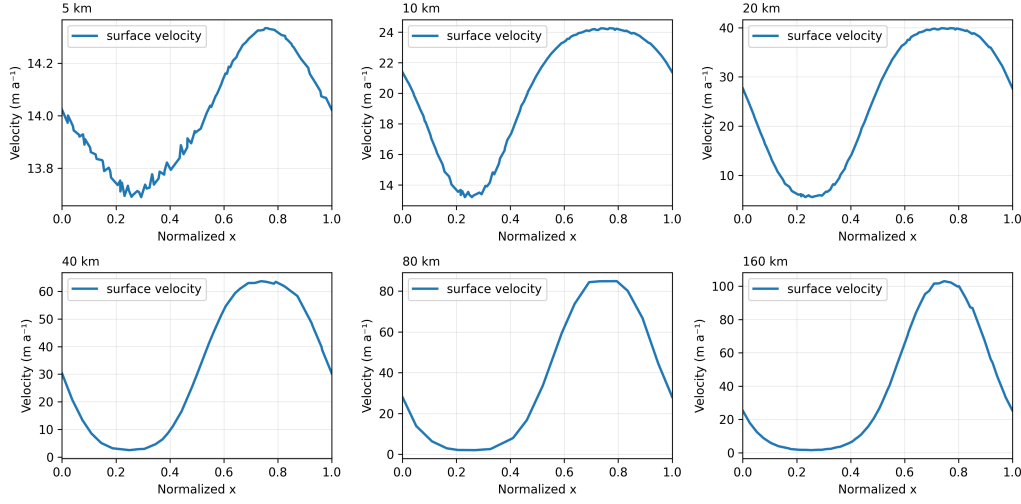 5 km
surface velocity
Velocity (m a⁻¹)
14.2
14.0
13.8
0.0 0.2 0.4 0.6 0.8 1.0
Normalized x
10 km
surface velocity
Velocity (m a⁻¹)
24
22
20
18
16
14
0.0 0.2 0.4 0.6 0.8 1.0
Normalized x
20 km
surface velocity
Velocity (m a⁻¹)
40
30
20
10
0.0 0.2 0.4 0.6 0.8 1.0
Normalized x
40 km
surface velocity
Velocity (m a⁻¹)
60
50
40
30
20
10
0
0.0 0.2 0.4 0.6 0.8 1.0
Normalized x
80 km
surface velocity
Velocity (m a⁻¹)
80
60
40
20
0
0.0 0.2 0.4 0.6 0.8 1.0
Normalized x
160 km
surface velocity
Velocity (m a⁻¹)
100
80
60
40
20
0
0.0 0.2 0.4 0.6 0.8 1.0
Normalized x